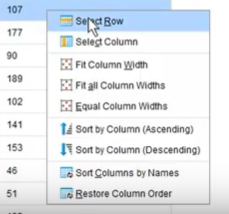 107
177
90
189
102
141
153
46
51
Select Row
Select Column
Fit Column Width
Fit all Column Widths
Equal Column Widths
Sort by Column (Ascending)
Sort by Column (Descending)
Sort Columns by Names
Restore Column Order